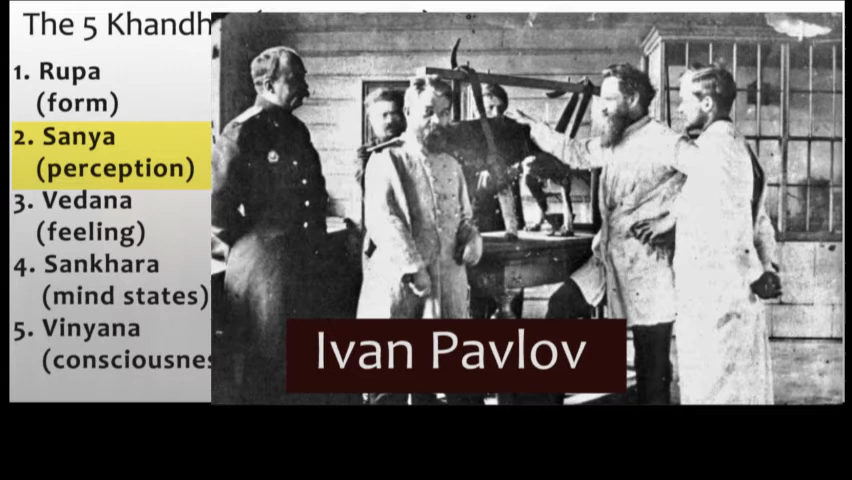 The 5 Khandh
1. Rupa
(form)
2. Sanya
(perception)
3. Vedana
(feeling)
4. Sankhara
(mind states)
5. Vinyana
(consciousnes
Ivan Pavlov